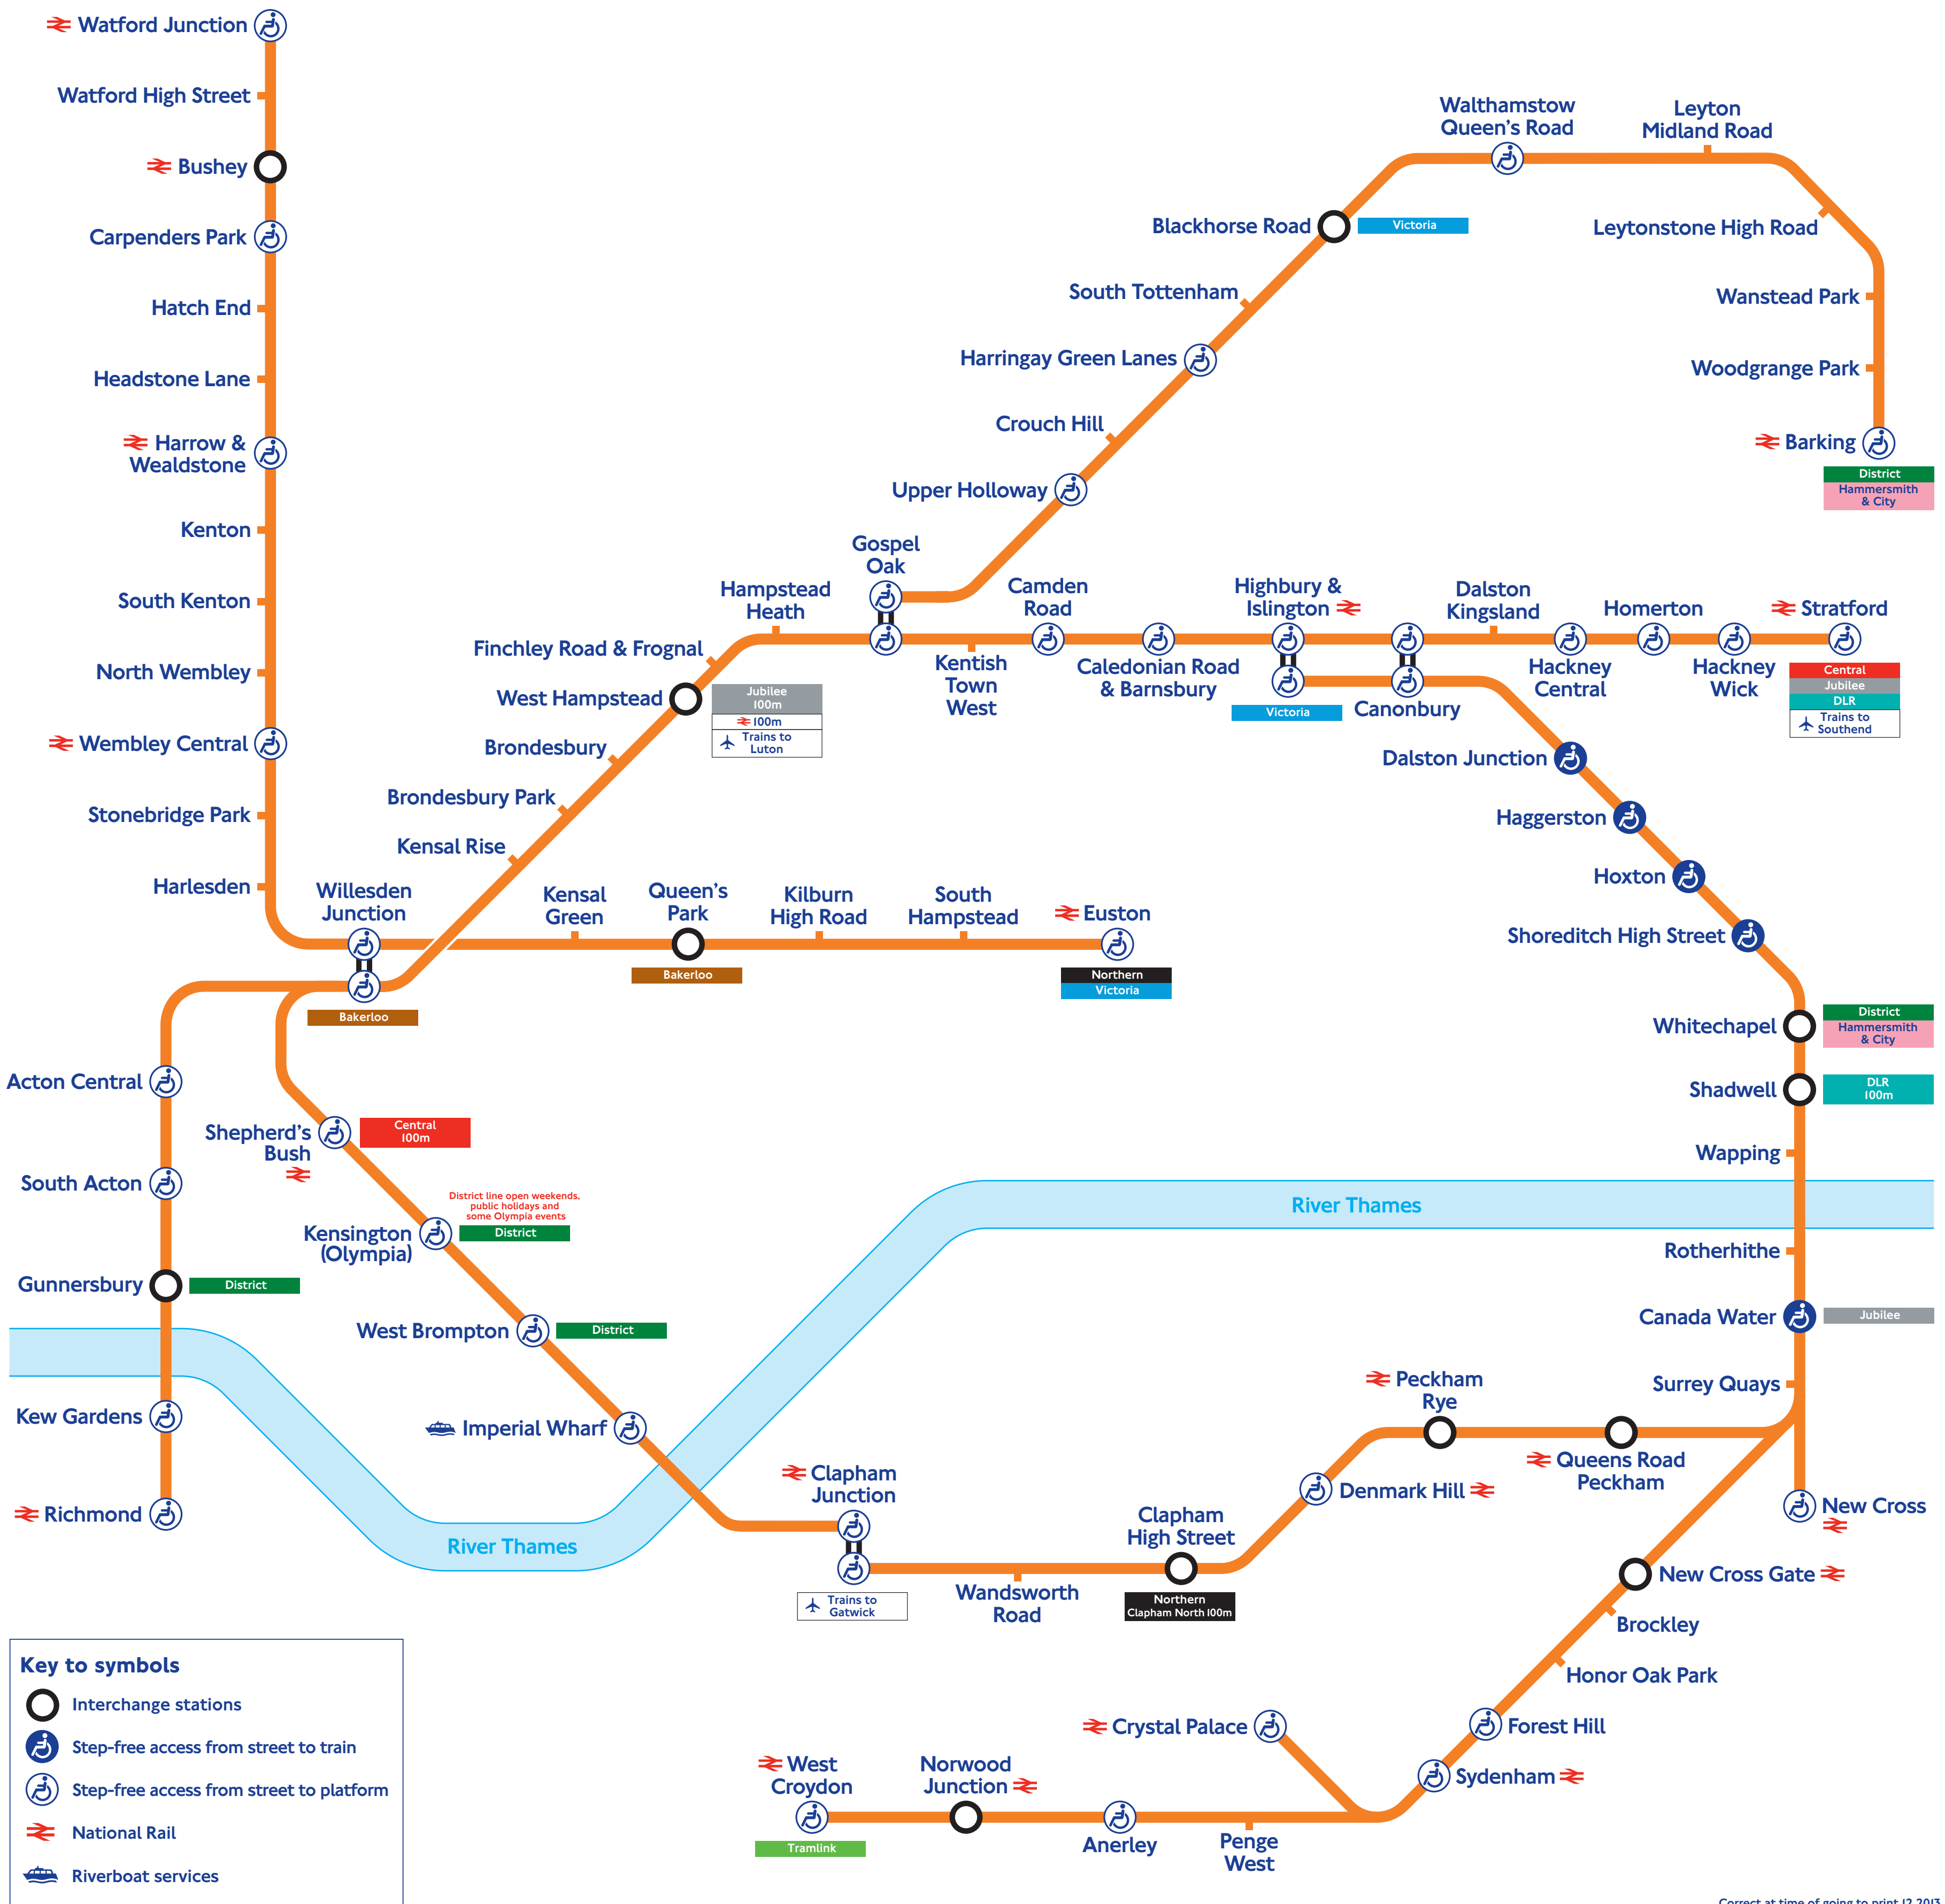 Watford Junction
Watford High Street
Bushey
Carpenders Park
Hatch End
Headstone Lane
Harrow &
Wealdstone
Kenton
South Kenton
North Wembley
Wembley Central
Stonebridge Park
Harlesden
Willesden
Junction
Bakerloo
Kensal
Green
Queen's
Park
Bakerloo
Kilburn
High Road
South
Hampstead
Euston
Northern
Victoria
Walthamstow
Queen's Road
Leyton
Midland Road
Blackhorse Road
Victoria
Leytonstone High Road
South Tottenham
Wanstead Park
Harringay Green Lanes
Woodgrange Park
Crouch Hill
Barking
District
Hammersmith
& City
Upper Holloway
Gospel
Oak
Hampstead
Heath
Finchley Road & Frognal
West Hampstead
Jubilee
100m
100m
Trains to
Luton
Brondesbury
Brondesbury Park
Kensal Rise
Kentish
Town
West
Camden
Road
Caledonian Road
& Barnsbury
Highbury &
Islington
Victoria
Canonbury
Dalston
Kingsland
Hackney
Central
Homerton
Hackney
Wick
Stratford
Central
Jubilee
DLR
Trains to
Southend
Dalston Junction
Haggerston
Hoxton
Shoreditch High Street
Whitechapel
District
Hammersmith
& City
Shadwell
DLR
100m
Wapping
River Thames
Rotherhithe
Canada Water
Jubilee
Surrey Quays
Acton Central
South Acton
Gunnersbury
District
Kew Gardens
Richmond
Shepherd's
Bush
Central
100m
District line open weekends,
public holidays and
some Olympia events
Kensington
(Olympia)
District
West Brompton
District
Imperial Wharf
River Thames
Clapham
Junction
Trains to
Gatwick
Wandsworth
Road
Clapham
High Street
Northern
Clapham North 100m
Denmark Hill
Peckham
Rye
Queens Road
Peckham
New Cross
New Cross Gate
Brockley
Honor Oak Park
Forest Hill
Sydenham
Crystal Palace
West
Croydon
Tramlink
Norwood
Junction
Anerley
Penge
West
Key to symbols
Interchange stations
Step-free access from street to train
Step-free access from street to platform
National Rail
Riverboat services
Correct at time of going to print 12.2013